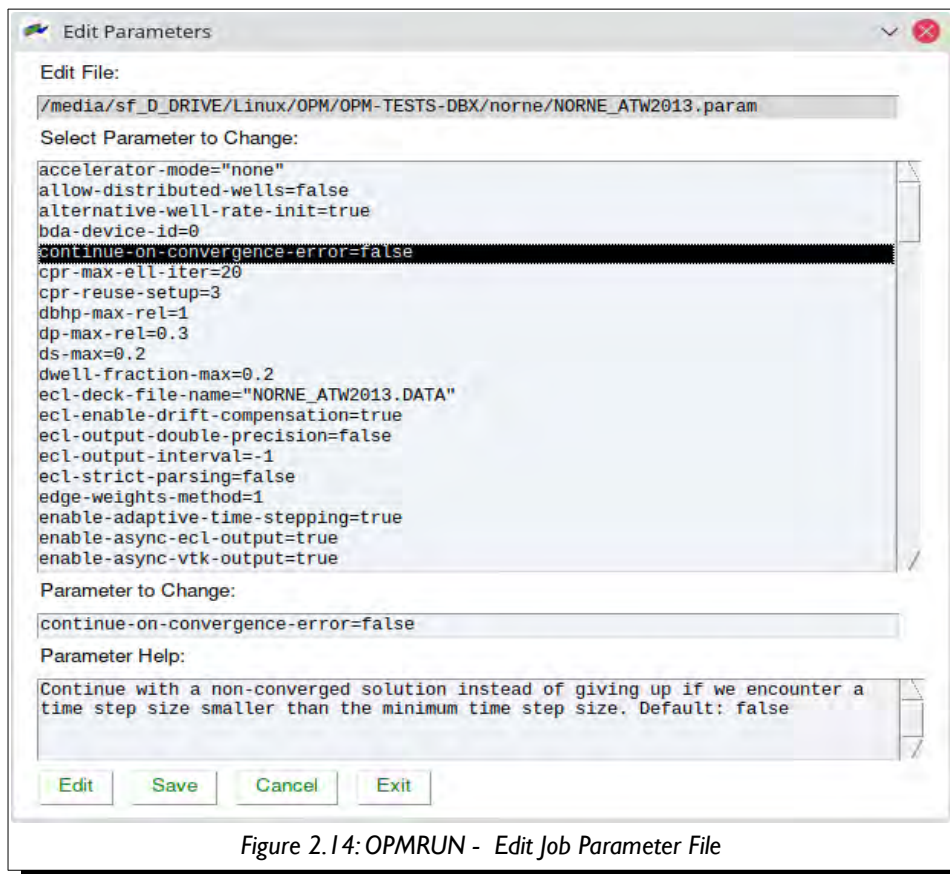 Edit Parameters
Edit File:
/media/sf_D_DRIVE/Linux/OPM/OPM-TESTS-DBX/norne/NORNE_ATW2013.param
Select Parameter to Change:
accelerator-mode="none"
allow-distributed-wells=false
alternative-well-rate-init=true
bda-device-id=0
continue-on-convergence-error=false
cpr-max-ell-iter=20
cpr-reuse-setup=3
dbhp-max-rel=1
dp-max-rel=0.3
ds-max=0.2
dwell-fraction-max=0.2
ecl-deck-file-name="NORNE_ATW2013.DATA"
ecl-enable-drift-compensation=true
ecl-output-double-precision=false
ecl-output-interval=-1
ecl-strict-parsing=false
edge-weights-method=1
enable-adaptive-time-stepping=true
enable-async-ecl-output=true
enable-async-vtk-output=true
Parameter to Change:
continue-on-convergence-error=false
Parameter Help:
Continue with a non-converged solution instead of giving up if we encounter a
time step size smaller than the minimum time step size. Default: false
Edit Save Cancel Exit
Figure 2.14: OPMRUN - Edit Job Parameter File